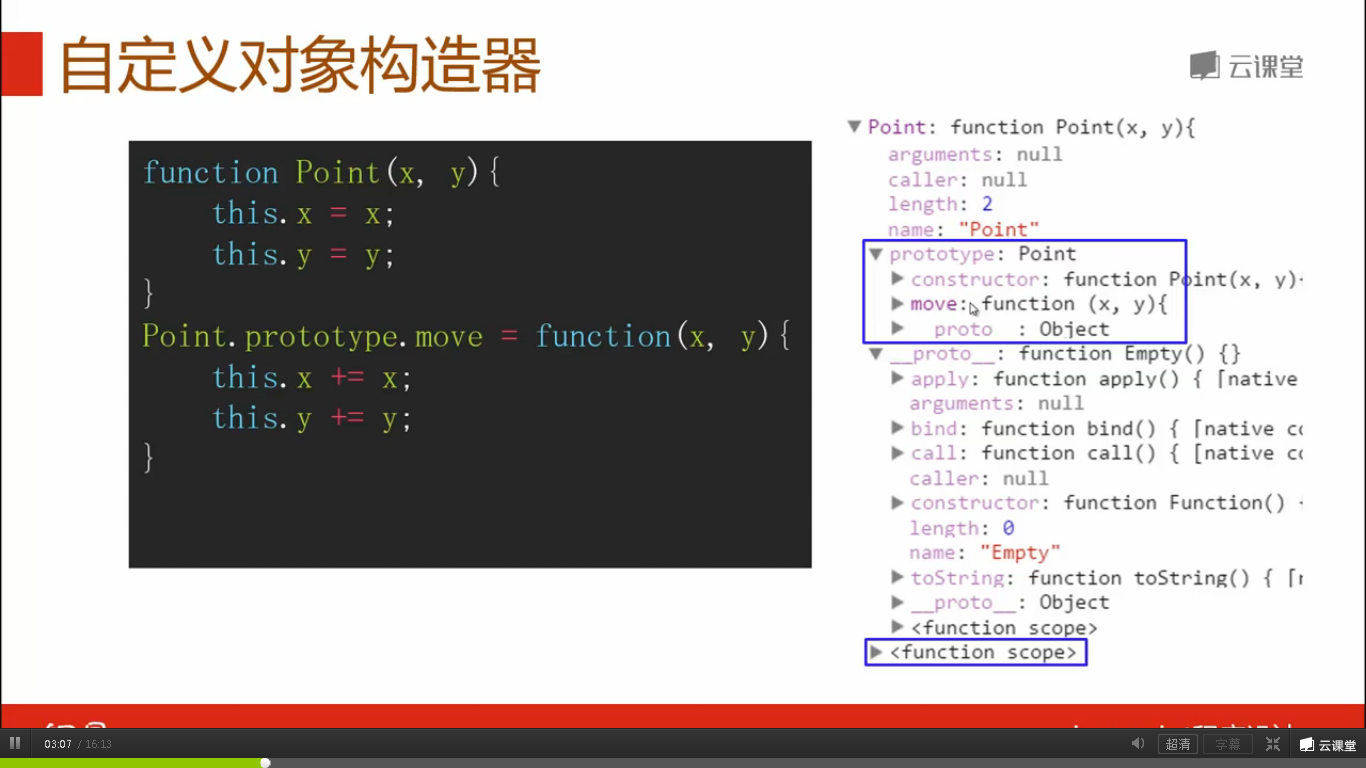 自定义对象构造器
云课堂
function Point(x, y){
this.x = x;
this.y = y;
}
Point.prototype.move = function(x, y){
this.x += x;
this.y += y;
}
Point: function Point(x, y){
arguments: null
caller: null
length: 2
name: "Point"
prototype: Point
constructor: function Point(x, y)
move: function (x, y){
proto : Object
__proto__: function Empty() {}
apply: function apply() { [native
arguments: null
bind: function bind() { [native co
call: function call() { [native co
caller: null
constructor: function Function()
length: 0
name: "Empty"
toString: function toString() { [n
__proto__: Object
<function scope>
<function scope>
03:07 / 16:13
超清
字幕
云课堂